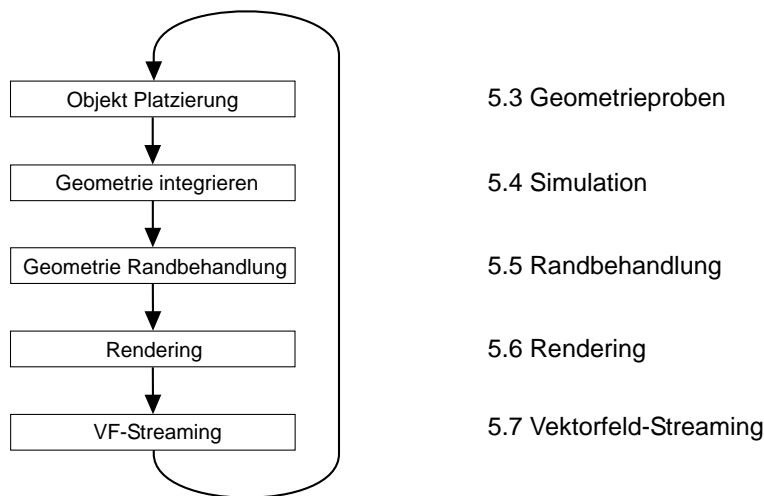 Objekt Platzierung
5.3 Geometrieproben
Geometrie integrieren
5.4 Simulation
Geometrie Randbehandlung
5.5 Randbehandlung
Rendering
5.6 Rendering
VF-Streaming
5.7 Vektorfeld-Streaming